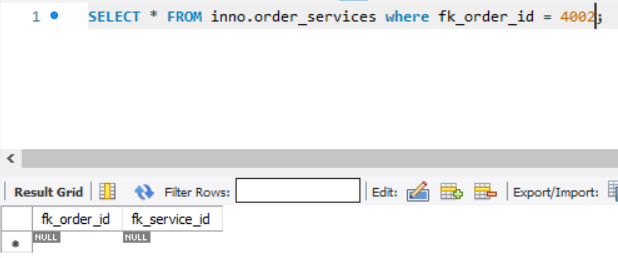 1 SELECT * FROM inno.order_services where fk_order_id = 4002;
Result Grid Filter Rows: Edit: Export/Import:
fk_order_id fk_service_id
* NULL NULL